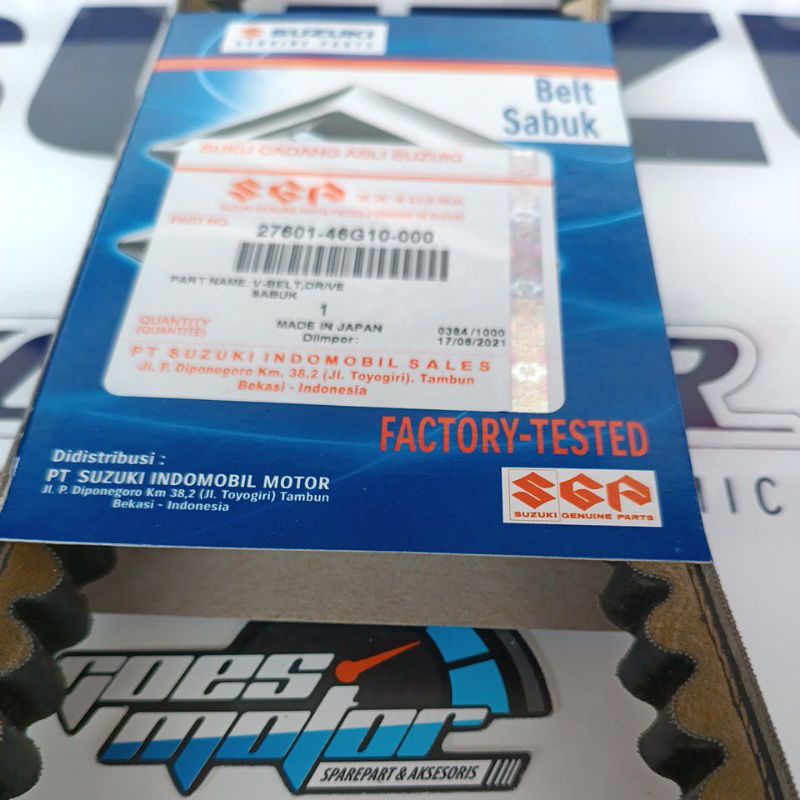 SUZUKI
GENUINE PARTS
Belt
Sabuk
SUKU CADANG ASLI SUZUKI
SGP
PART NO. 27601-46G10-000
PART NAME: V-BELT,DRIVE
SABUK
QUANTITY 1
(QUANTITÉ) MADE IN JAPAN 0384/1000
DIImpor: 17/06/2021
PT SUZUKI INDOMOBIL SALES
Jl. P. Diponegoro Km. 38.2 (Jl. Toyogiri). Tambun
Bekasi - Indonesia
FACTORY-TESTED
Didistribusi :
PT SUZUKI INDOMOBIL MOTOR
Jl. P. Diponegoro Km 38,2 (Jl. Toyogiri) Tambun
Bekasi - Indonesia
SGP
SUZUKI GENUINE PARTS
GOES
motor
SPAREPART & AKSESORIS